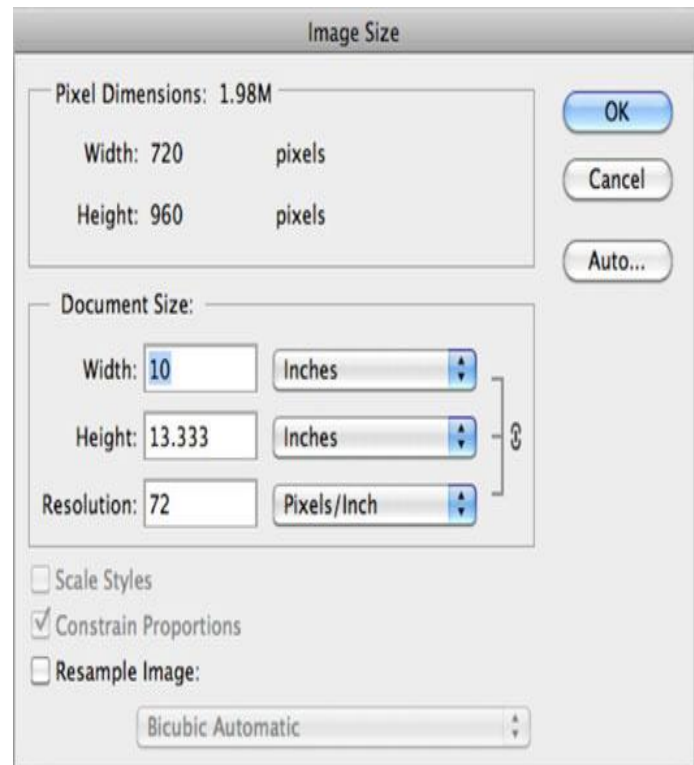 Image Size
Pixel Dimensions: 1.98M
OK
Width: 720 pixels
Cancel
Height: 960 pixels
Auto...
Document Size:
Width: 10 Inches
Height: 13.333 Inches
Resolution: 72 Pixels/Inch
Scale Styles
Constrain Proportions
Resample Image:
Bicubic Automatic